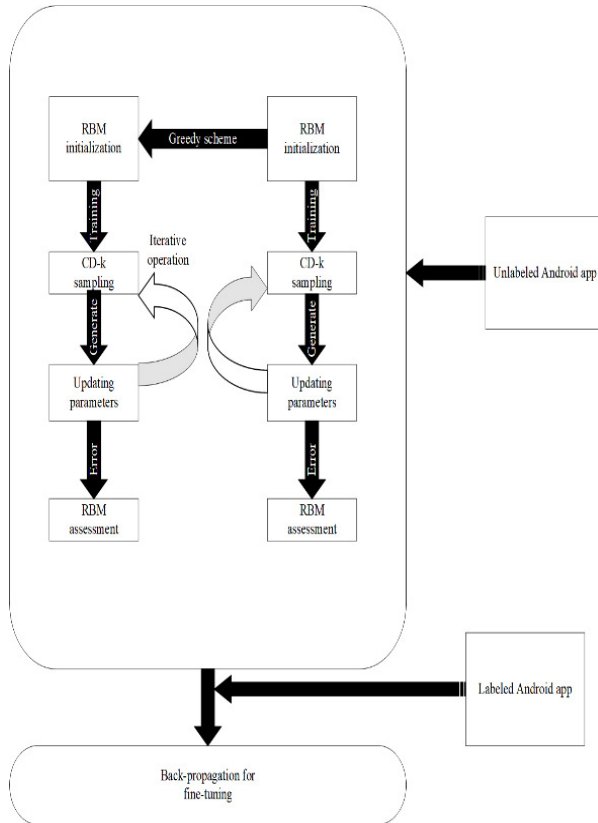 RBM
initialization
Greedy scheme
RBM
initialization
Training
Training
Iterative
operation
CD-k
sampling
CD-k
sampling
Unlabeled Android app
Generate
Generate
Updating
parameters
Updating
parameters
Error
Error
RBM
assessment
RBM
assessment
Labeled Android app
Back-propagation for
fine-tuning